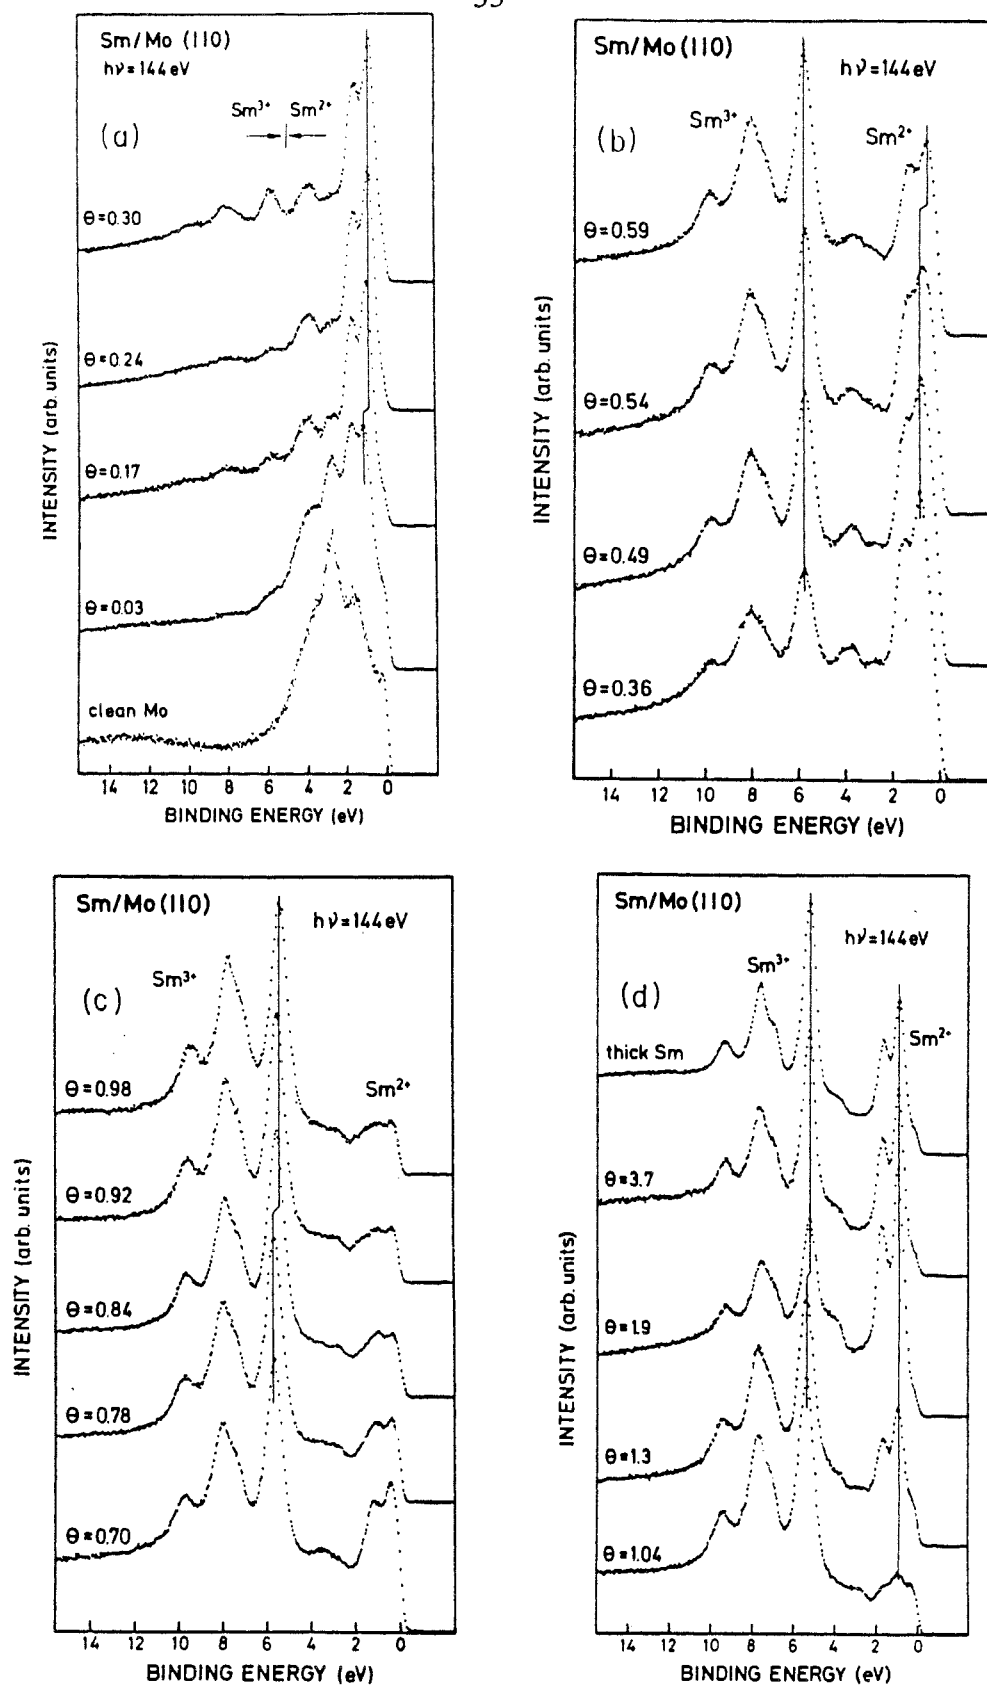 33
Sm/Mo (110)
hν=144eV
(a)
Sm³⁺
Sm²⁺
θ=0.30
θ=0.24
θ=0.17
θ=0.03
clean Mo
INTENSITY (arb. units)
14 12 10 8 6 4 2 0
BINDING ENERGY (eV)
Sm/Mo (110)
hν=144eV
(b)
Sm³⁺
Sm²⁺
θ=0.59
θ=0.54
θ=0.49
θ=0.36
INTENSITY (arb. units)
14 12 10 8 6 4 2 0
BINDING ENERGY (eV)
Sm/Mo (110)
hν=144eV
Sm³⁺
(c)
Sm²⁺
θ=0.98
θ=0.92
θ=0.84
θ=0.78
θ=0.70
INTENSITY (arb. units)
14 12 10 8 6 4 2 0
BINDING ENERGY (eV)
Sm/Mo (110)
hν=144eV
Sm³⁺
(d)
Sm²⁺
thick Sm
θ=3.7
θ=1.9
θ=1.3
θ=1.04
INTENSITY (arb. units)
14 12 10 8 6 4 2 0
BINDING ENERGY (eV)